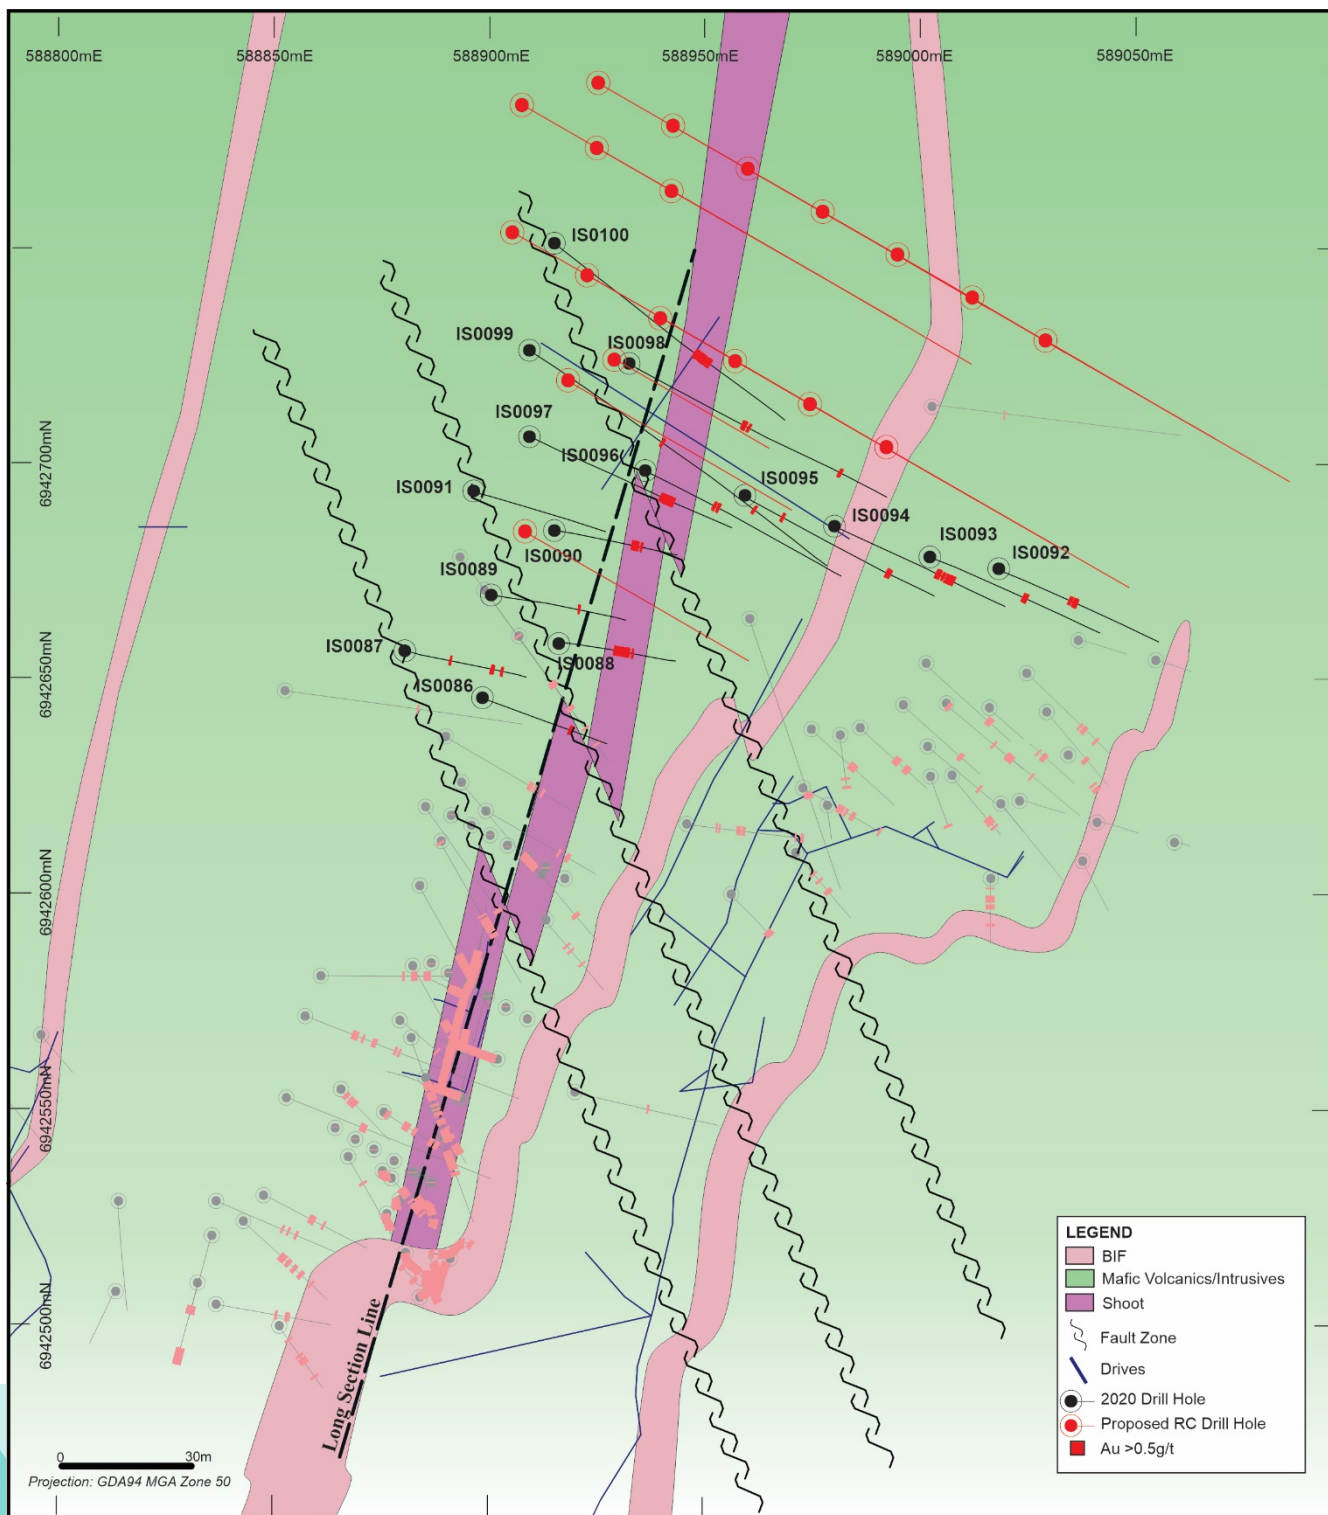 588800mE
588850mE
588900mE
588950mE
589000mE
589050mE
IS0100
IS0099
IS0098
IS0097
6942700mN
IS0096
IS0095
IS0091
IS0094
IS0090
IS0093
IS0092
IS0089
IS0087
IS0088
6942650mN
IS0086
6942600mN
6942550mN
6942500mN
Long Section Line
0 30m
Projection: GDA94 MGA Zone 50
LEGEND
BIF
Mafic Volcanics/Intrusives
Shoot
Fault Zone
Drives
2020 Drill Hole
Proposed RC Drill Hole
Au >0.5g/t